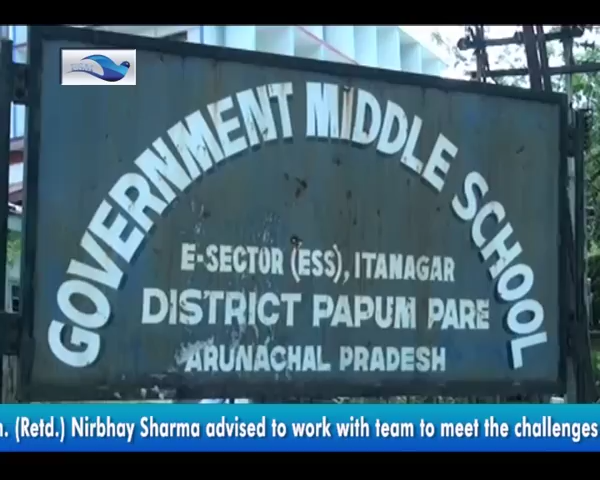 GOVERNMENT MIDDLE SCHOOL
E-SECTOR (ESS), ITANAGAR
DISTRICT PAPUM PARE
ARUNACHAL PRADESH
(Retd.) Nirbhay Sharma advised to work with team to meet the challenges